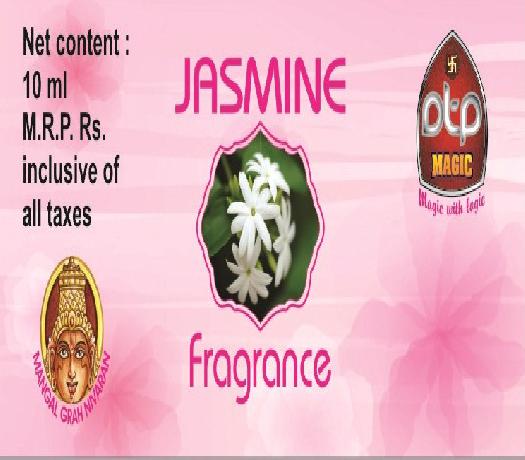 Net content :
10 ml
M.R.P. Rs.
inclusive of
all taxes
JASMINE
Fragrance
otp
MAGIC
Magic with logic
MANGAL GRAH NIVARAN